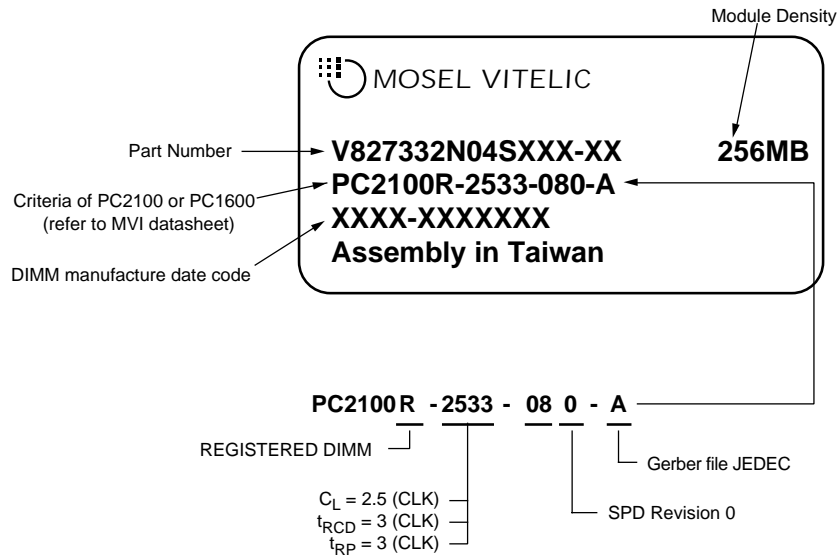 Module Density
MOSEL VITELIC
Part Number
V827332N04SXXX-XX 256MB
Criteria of PC2100 or PC1600
(refer to MVI datasheet)
PC2100R-2533-080-A
XXXX-XXXXXXX
DIMM manufacture date code
Assembly in Taiwan
PC2100 R - 2533 - 08 0 - A
REGISTERED DIMM
Gerber file JEDEC
CL = 2.5 (CLK)
tRCD = 3 (CLK)
tRP = 3 (CLK)
SPD Revision 0